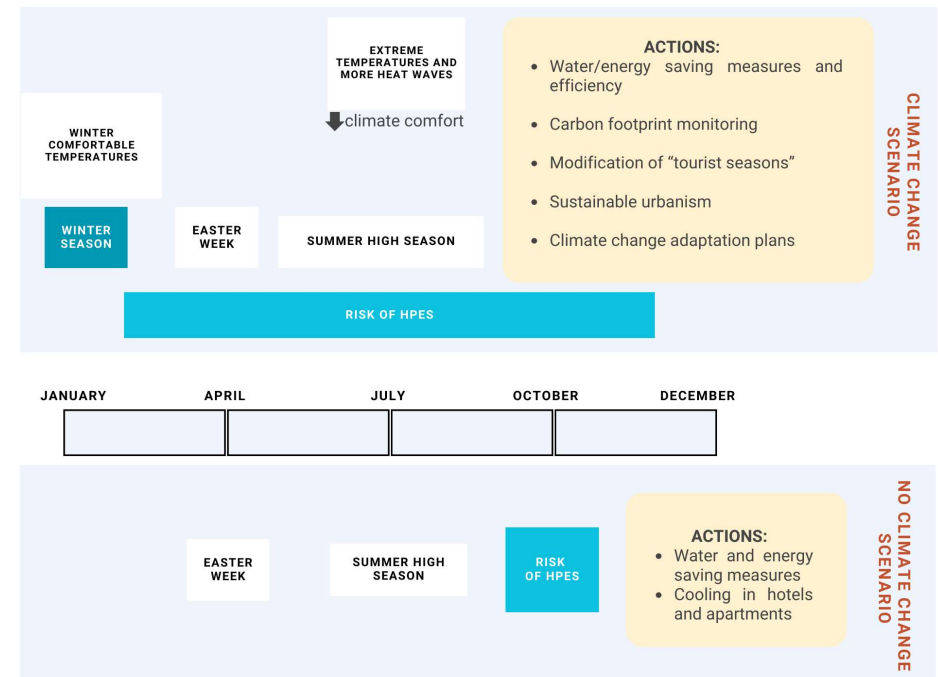 EXTREME
TEMPERATURES AND
MORE HEAT WAVES
climate comfort
WINTER
COMFORTABLE
TEMPERATURES
WINTER
SEASON
EASTER
WEEK
SUMMER HIGH SEASON
RISK OF HPES
ACTIONS:
• Water/energy saving measures and
efficiency
• Carbon footprint monitoring
• Modification of “tourist seasons”
• Sustainable urbanism
• Climate change adaptation plans
CLIMATE CHANGE
SCENARIO
JANUARY
APRIL
JULY
OCTOBER
DECEMBER
EASTER
WEEK
SUMMER HIGH
SEASON
RISK
OF HPES
ACTIONS:
• Water and energy
saving measures
• Cooling in hotels
and apartments
NO CLIMATE CHANGE
SCENARIO